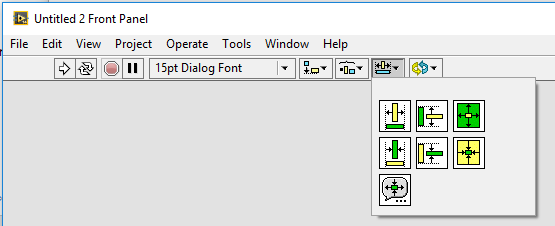 Untitled 2 Front Panel
File Edit View Project Operate Tools Window Help
15pt Dialog Font